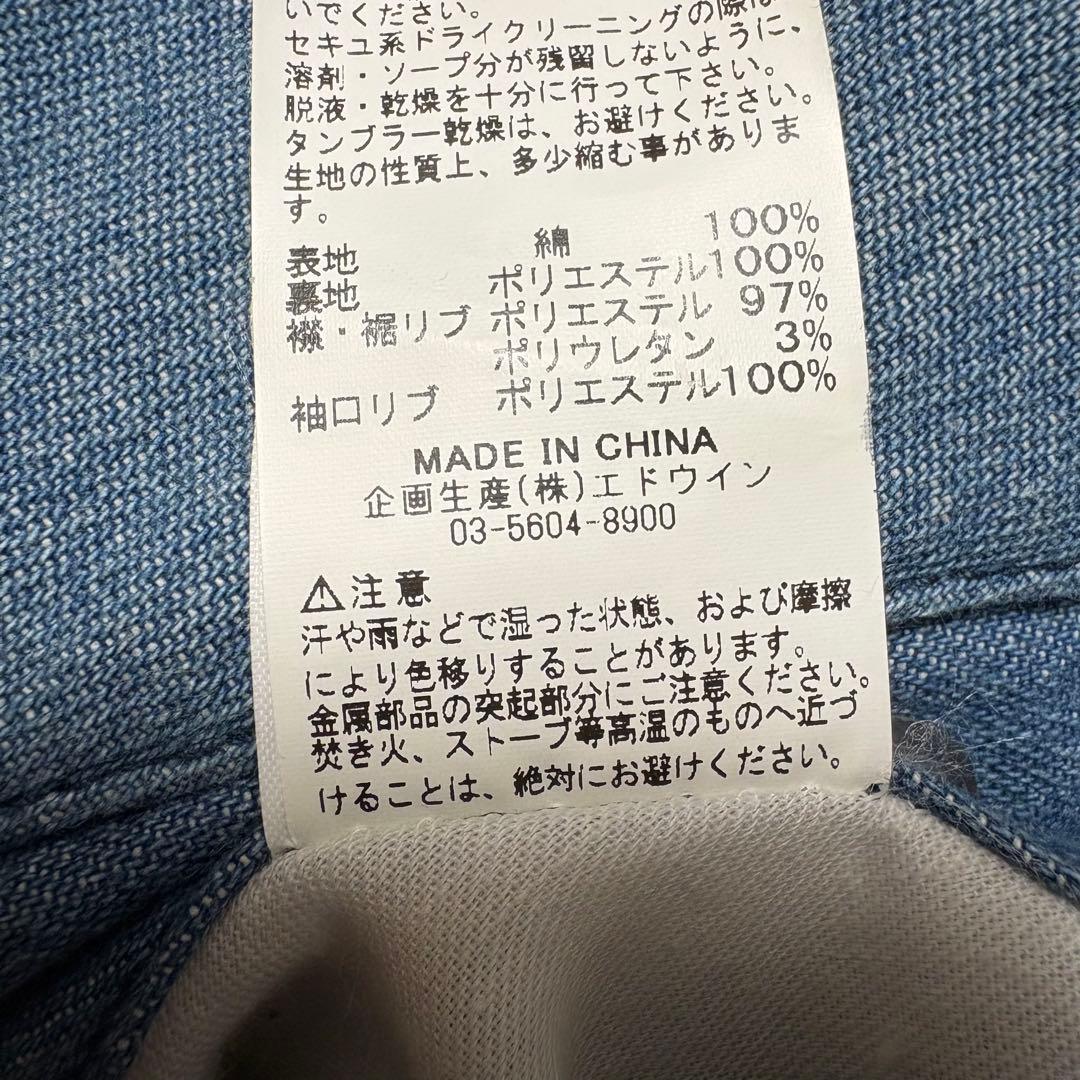 いでください。
セキュ系ドライクリーニングの際は
溶剤・ソープ分が残留しないように、
脱液・乾燥を十分に行って下さい。
タンブラー乾燥は、お避けください。
生地の性質上、多少縮む事がありま
す。
表地 綿 100%
裏地 ポリエステル100%
襟・裾リブ ポリエステル 97%
ポリウレタン 3%
袖口リブ ポリエステル100%
MADE IN CHINA
企画生産(株)エドウイン
03-5604-8900
⚠注意
汗や雨などで湿った状態、および摩擦
により色移りすることがあります。
金属部品の突起部分にご注意ください。
焚き火、ストーブ等高温のものへ近づ
けることは、絶対にお避けください。